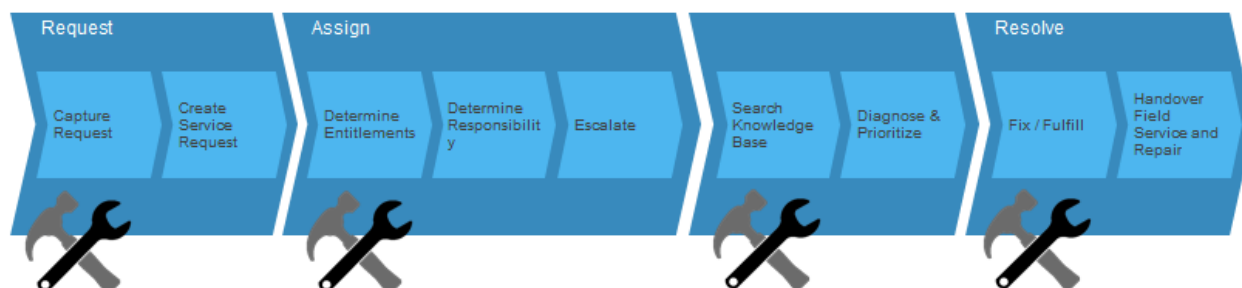 Request
Capture
Request
Create
Service
Request
Assign
Determine
Entitlements
Determine
Responsibilit
y
Escalate
Search
Knowledge
Base
Diagnose &
Prioritize
Resolve
Fix / Fulfill
Handover
Field
Service and
Repair